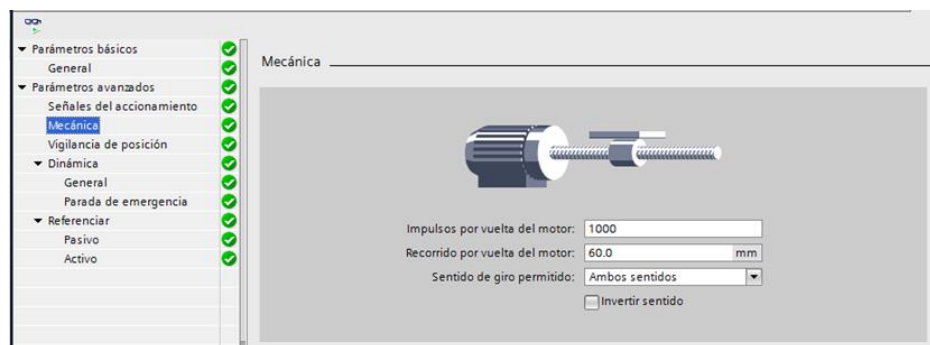 Parámetros básicos
General
Parámetros avanzados
Señales del accionamiento
Mecánica
Vigilancia de posición
Dinámica
General
Parada de emergencia
Referenciar
Pasivo
Activo
Mecánica
Impulsos por vuelta del motor: 1000
Recorrido por vuelta del motor: 60.0 mm
Sentido de giro permitido: Ambos sentidos
Invertir sentido